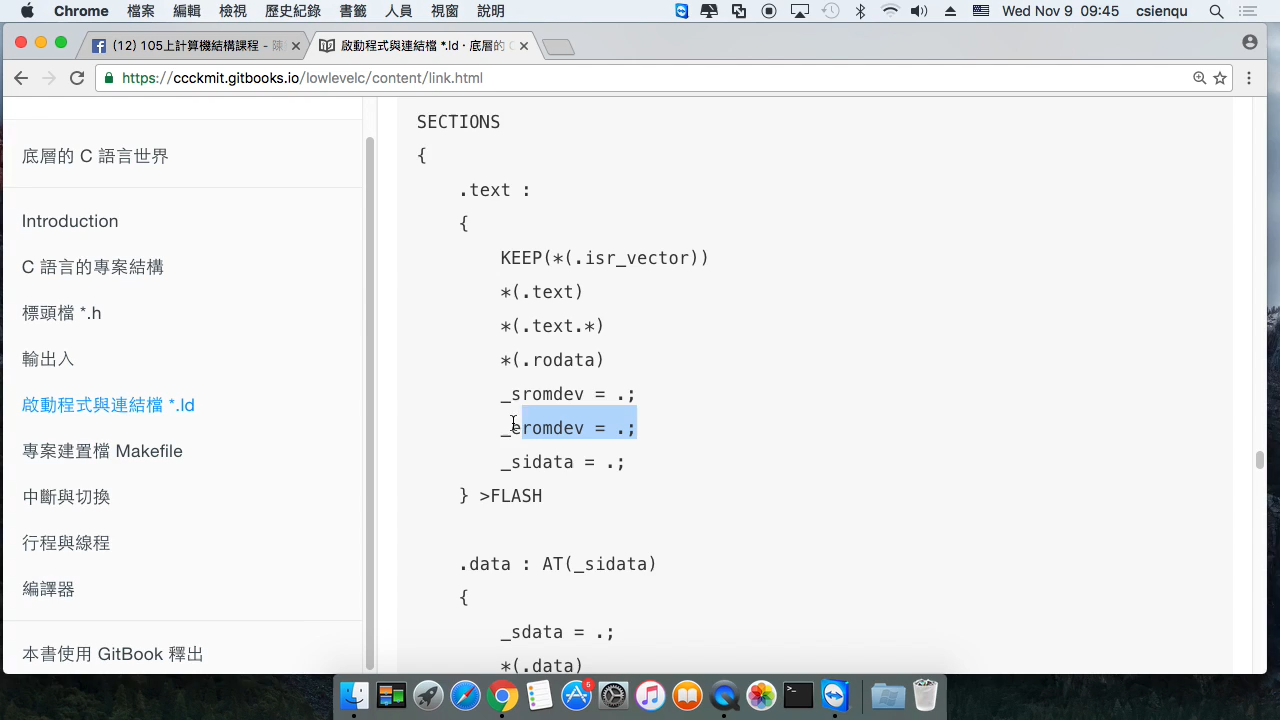 Chrome 檔案 編輯 檢視 歷史紀錄 書籤 人員 視窗 說明 Wed Nov 9 09:45 csienqu
(12) 105上計算機結構課程 - 陳
啟動程式與連結檔 *.ld · 底層的 C
https://ccckmit.gitbooks.io/lowlevelc/content/link.html
底層的 C 語言世界
Introduction
C 語言的專案結構
標頭檔 *.h
輸出入
啟動程式與連結檔 *.ld
專案建置檔 Makefile
中斷與切換
行程與線程
編譯器
本書使用 GitBook 釋出
SECTIONS
{
.text :
{
KEEP(*(.isr_vector))
*(.text)
*(.text.*)
*(.rodata)
_sromdev = .;
_eromdev = .;
_sidata = .;
} >FLASH
.data : AT(_sidata)
{
_sdata = .;
*(.data)
6